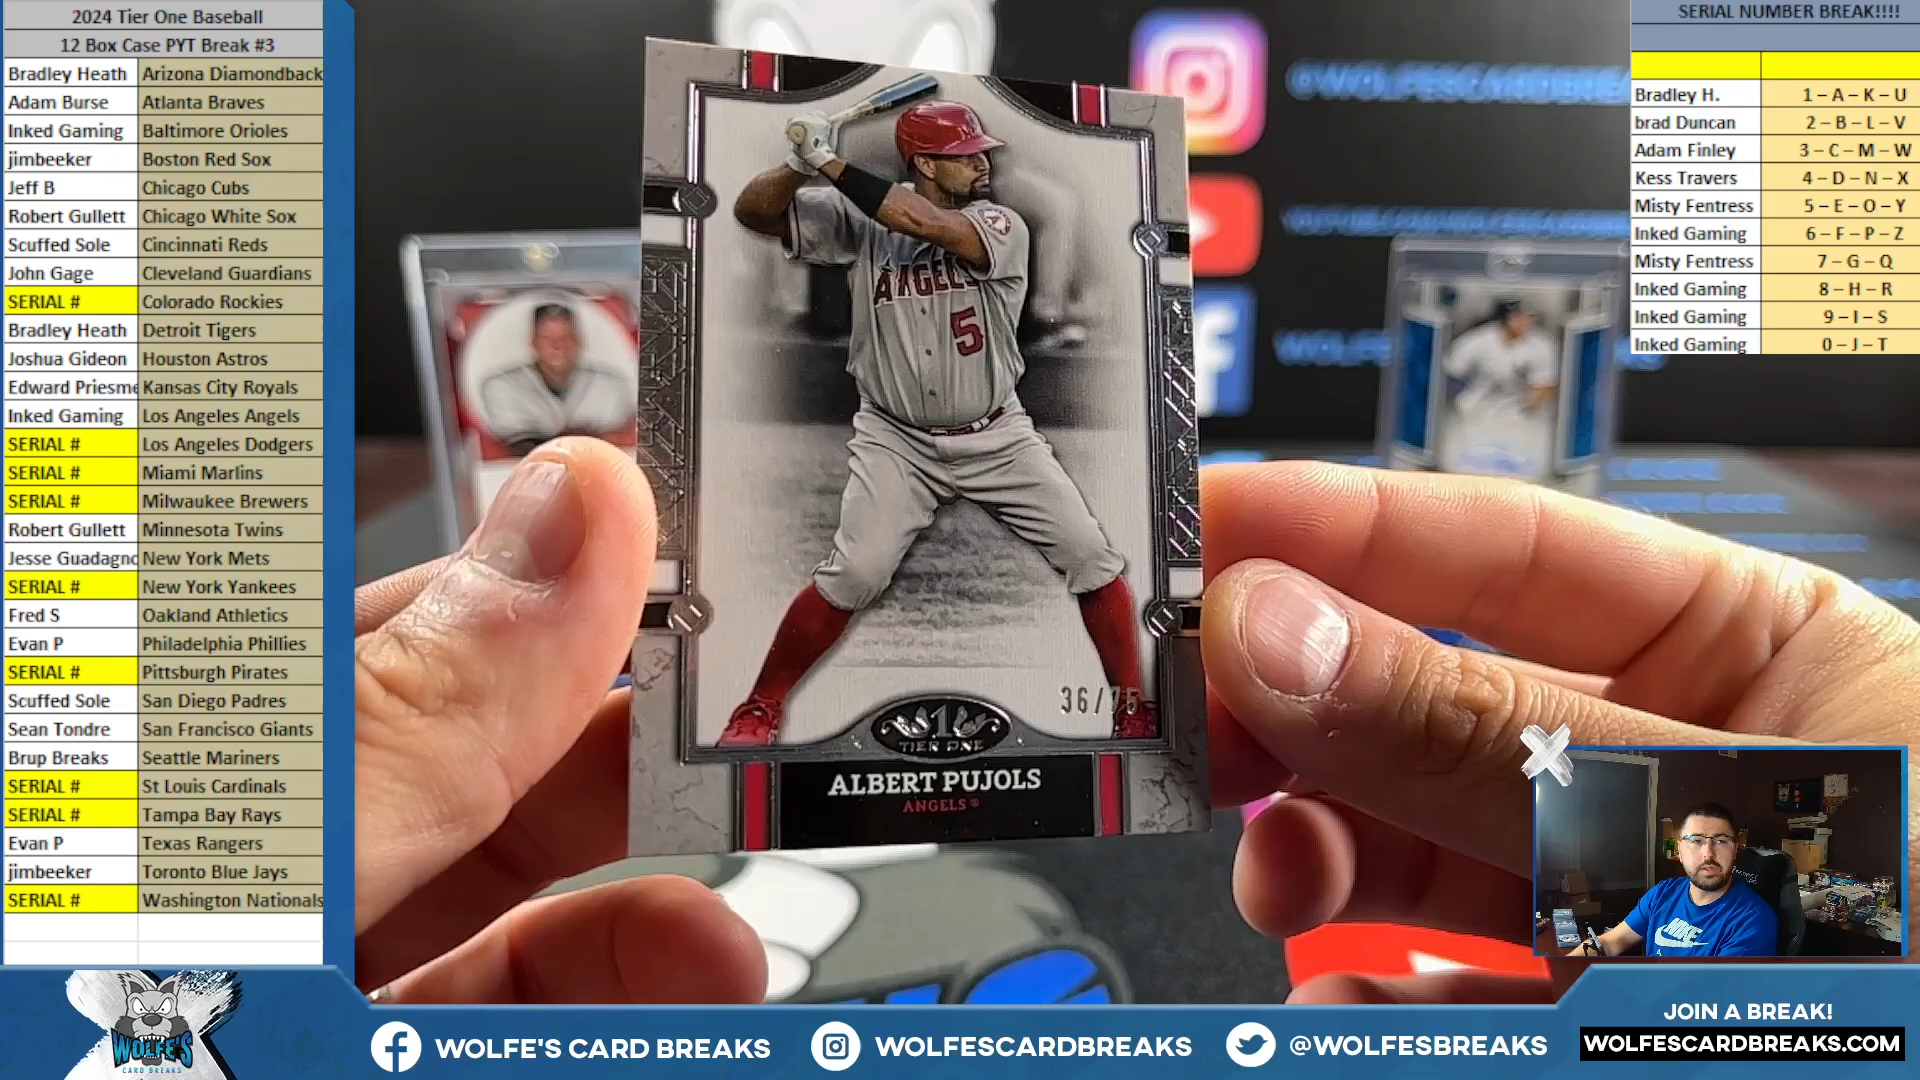 2024 Tier One Baseball
12 Box Case PYT Break #3
Bradley Heath Arizona Diamondback
Adam Burse Atlanta Braves
Inked Gaming Baltimore Orioles
jimbeeker Boston Red Sox
Jeff B Chicago Cubs
Robert Gullett Chicago White Sox
Scuffed Sole Cincinnati Reds
John Gage Cleveland Guardians
SERIAL # Colorado Rockies
Bradley Heath Detroit Tigers
Joshua Gideon Houston Astros
Edward Priesme Kansas City Royals
Inked Gaming Los Angeles Angels
SERIAL # Los Angeles Dodgers
SERIAL # Miami Marlins
SERIAL # Milwaukee Brewers
Robert Gullett Minnesota Twins
Jesse Guadagno New York Mets
SERIAL # New York Yankees
Fred S Oakland Athletics
Evan P Philadelphia Phillies
SERIAL # Pittsburgh Pirates
Scuffed Sole San Diego Padres
Sean Tondre San Francisco Giants
Brup Breaks Seattle Mariners
SERIAL # St Louis Cardinals
SERIAL # Tampa Bay Rays
Evan P Texas Rangers
jimbeeker Toronto Blue Jays
SERIAL # Washington Nationals
SERIAL NUMBER BREAK!!!!
Bradley H. 1 – A – K – U
brad Duncan 2 – B – L – V
Adam Finley 3 – C – M – W
Kess Travers 4 – D – N – X
Misty Fentress 5 – E – O – Y
Inked Gaming 6 – F – P – Z
Misty Fentress 7 – G – Q
Inked Gaming 8 – H – R
Inked Gaming 9 – I – S
Inked Gaming 0 – J – T
@WOLFESCARDBREA
ANGELS
5
36/75
1
TIER ONE
ALBERT PUJOLS
ANGELS®
WOLFE'S
CARD BREAKS
WOLFE'S CARD BREAKS
WOLFESCARDBREAKS
@WOLFESBREAKS
JOIN A BREAK!
WOLFESCARDBREAKS.COM